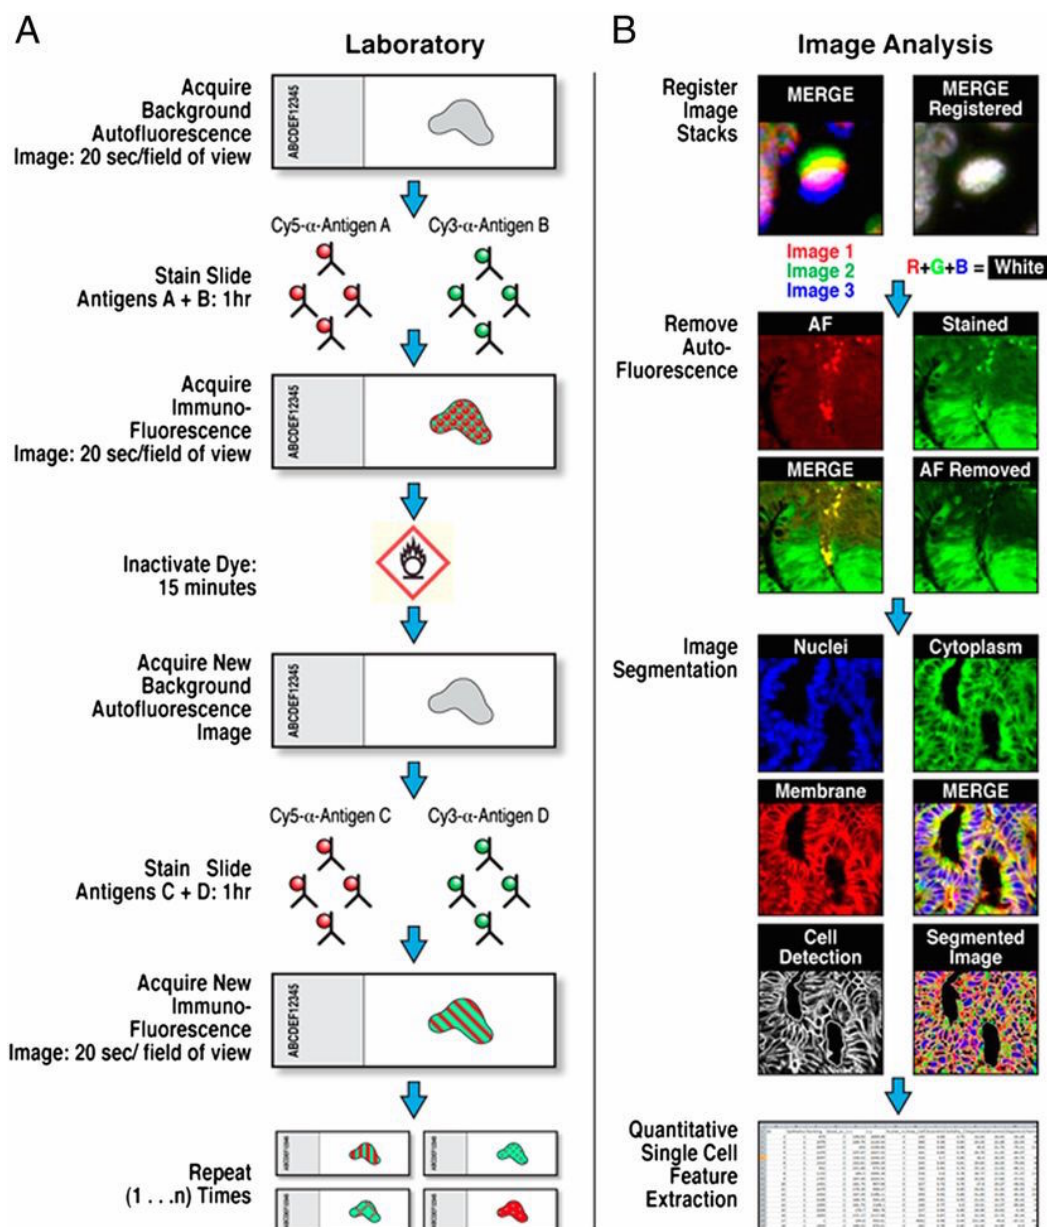 A
Laboratory
Acquire
Background
Autofluorescence
Image: 20 sec/field of view
ABCDEF12345
Cy5-α-Antigen A
Cy3-α-Antigen B
Stain Slide
Antigens A + B: 1hr
Acquire
Immuno-
Fluorescence
Image: 20 sec/field of view
ABCDEF12345
Inactivate Dye:
15 minutes
Acquire New
Background
Autofluorescence
Image
ABCDEF12345
Cy5-α-Antigen C
Cy3-α-Antigen D
Stain Slide
Antigens C + D: 1hr
Acquire New
Immuno-
Fluorescence
Image: 20 sec/ field of view
ABCDEF12345
Repeat
(1 . . .n) Times
ABCDEF12345
ABCDEF12345
ABCDEF12345
ABCDEF12345
B
Image Analysis
Register
Image
Stacks
MERGE
MERGE
Registered
Image 1
Image 2
Image 3
R+G+B = White
Remove
Auto-
Fluorescence
AF
Stained
MERGE
AF Removed
Image
Segmentation
Nuclei
Cytoplasm
Membrane
MERGE
Cell
Detection
Segmented
Image
Quantitative
Single Cell
Feature
Extraction